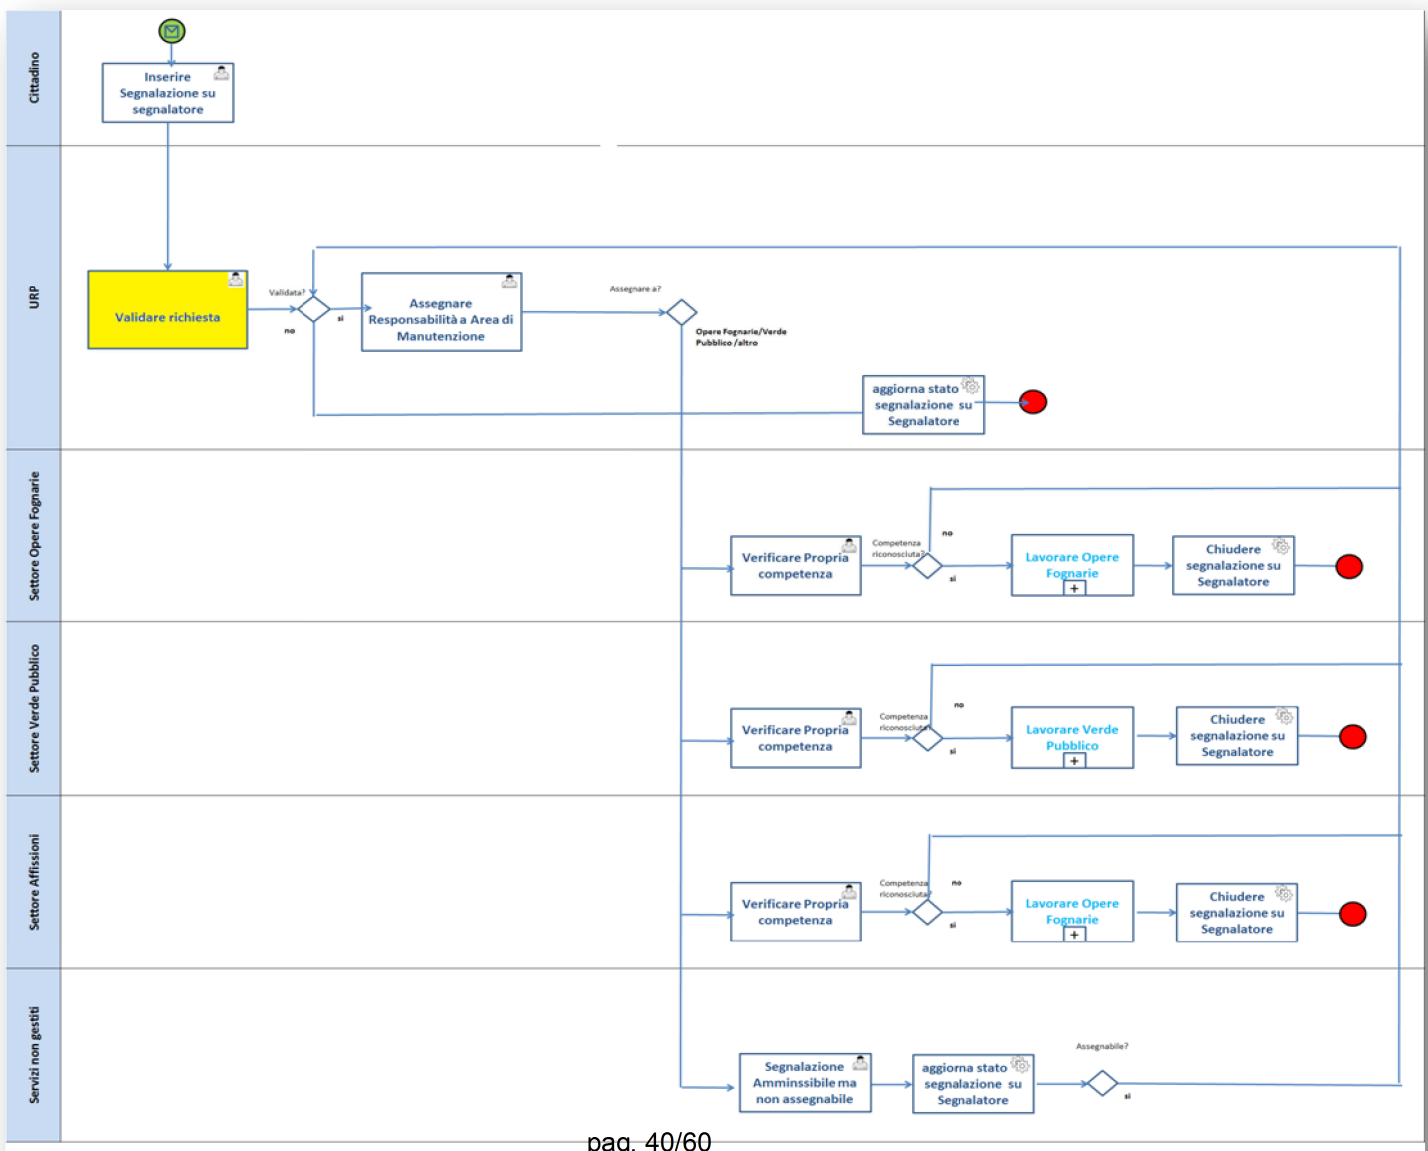 Cittadino
Inserire
Segnalazione su
segnalatore
URP
Validare richiesta
Validata?
no
si
Assegnare
Responsabilità a Area di
Manutenzione
Assegnare a?
Opere Fognarie/Verde
Pubblico /altro
aggiorna stato
segnalazione su
Segnalatore
Settore Opere Fognarie
Verificare Propria
competenza
Competenza
riconosciuta?
no
si
Lavorare Opere
Fognarie
+
Chiudere
segnalazione su
Segnalatore
Settore Verde Pubblico
Verificare Propria
competenza
Competenza
riconosciuta?
no
si
Lavorare Verde
Pubblico
+
Chiudere
segnalazione su
Segnalatore
Settore Affissioni
Verificare Propria
competenza
Competenza
riconosciuta?
no
si
Lavorare Opere
Fognarie
+
Chiudere
segnalazione su
Segnalatore
Servizi non gestiti
Segnalazione
Amminssibile ma
non assegnabile
aggiorna stato
segnalazione su
Segnalatore
Assegnabile?
si
pag. 40/60